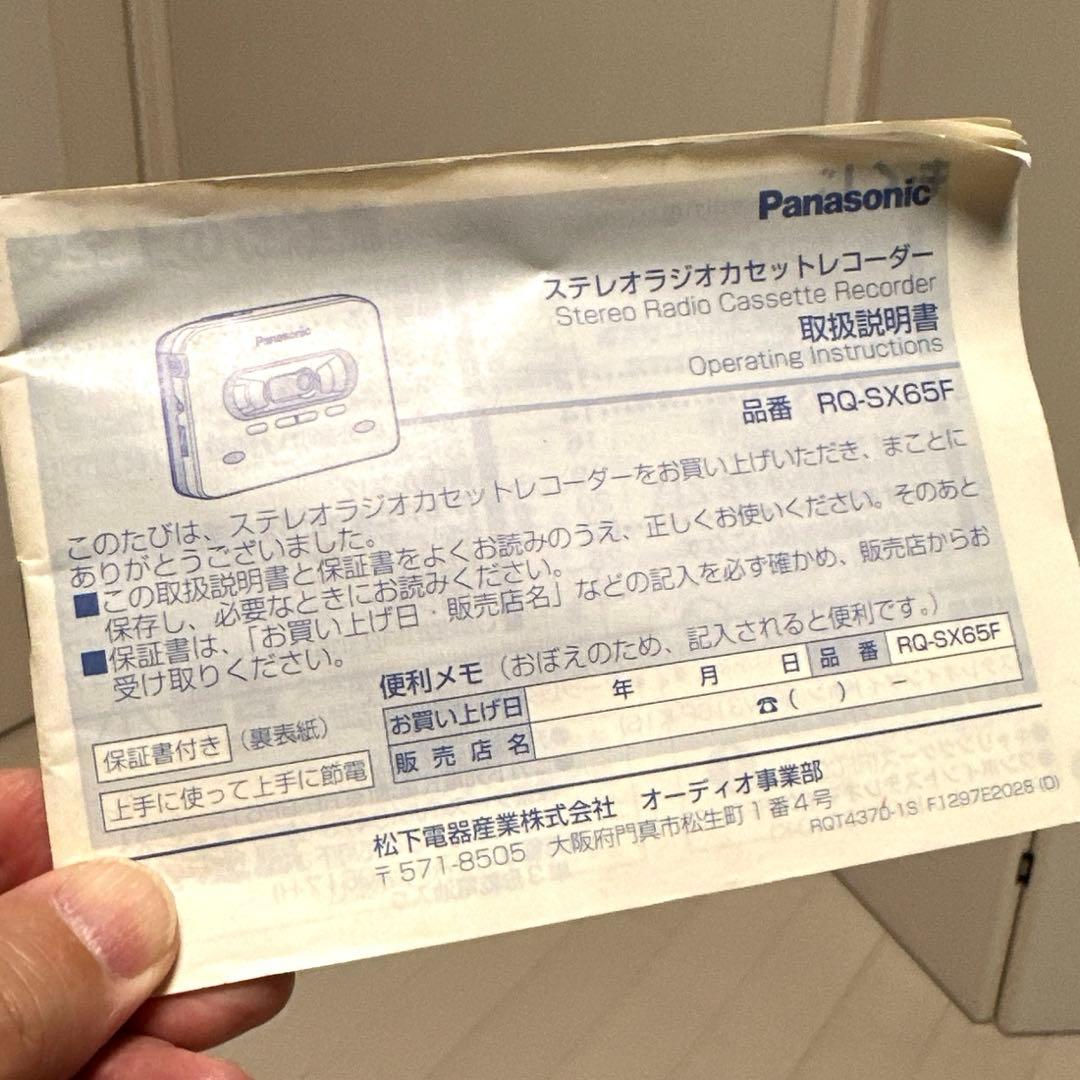 Panasonic
ステレオラジオカセットレコーダー
Stereo Radio Cassette Recorder
取扱説明書
Operating Instructions
Panasonic
品番 RQ-SX65F
このたびは、ステレオラジオカセットレコーダーをお買い上げいただき、まことに
ありがとうございました。
■この取扱説明書と保証書をよくお読みのうえ、正しくお使いください。そのあと
保存し、必要なときにお読みください。
■保証書は、「お買い上げ日・販売店名」などの記入を必ず確かめ、販売店からお
受け取りください。
便利メモ（おぼえのため、記入されると便利です。）
お買い上げ日 年 月 日 品番 RQ-SX65F
販売店名 ☎( ) −
保証書付き（裏表紙）
上手に使って上手に節電
松下電器産業株式会社 オーディオ事業部
〒571-8505 大阪府門真市松生町1番4号
RQT4370-1S F1297E2028 (D)